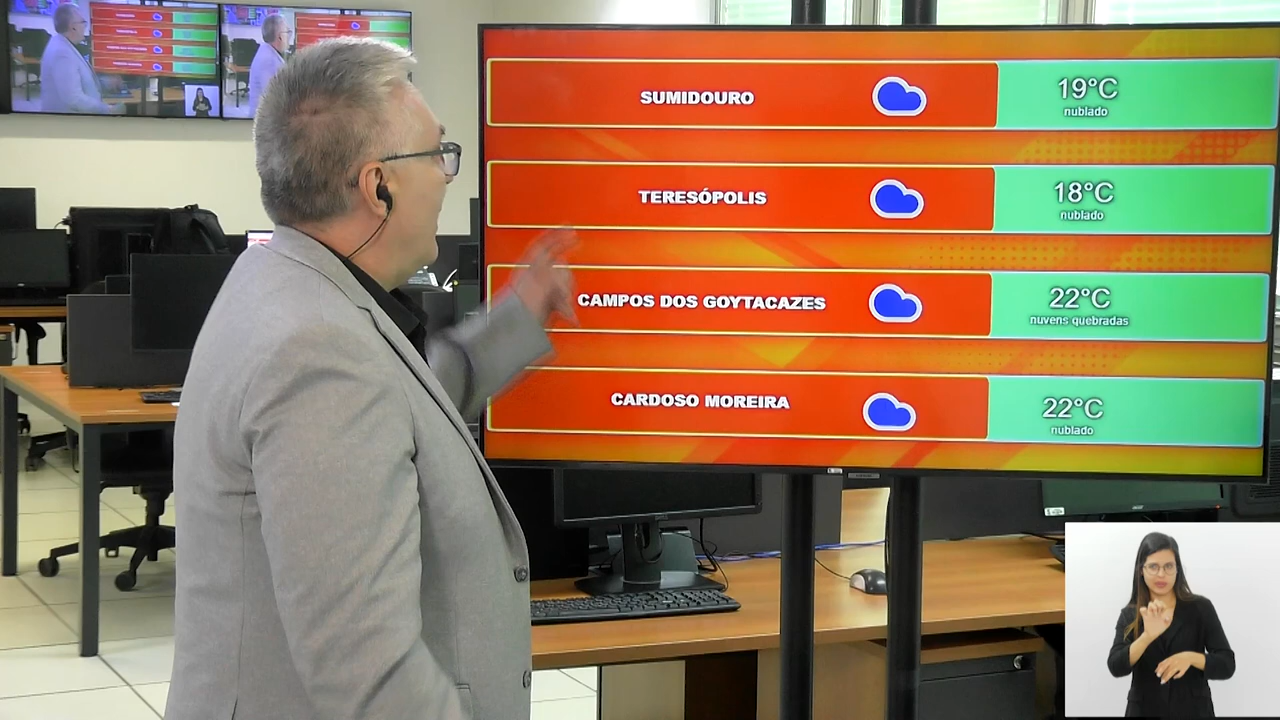 SUMIDOURO
19°C
nublado
TERESÓPOLIS
18°C
nublado
CAMPOS DOS GOYTACAZES
22°C
nuvens quebradas
CARDOSO MOREIRA
22°C
nublado